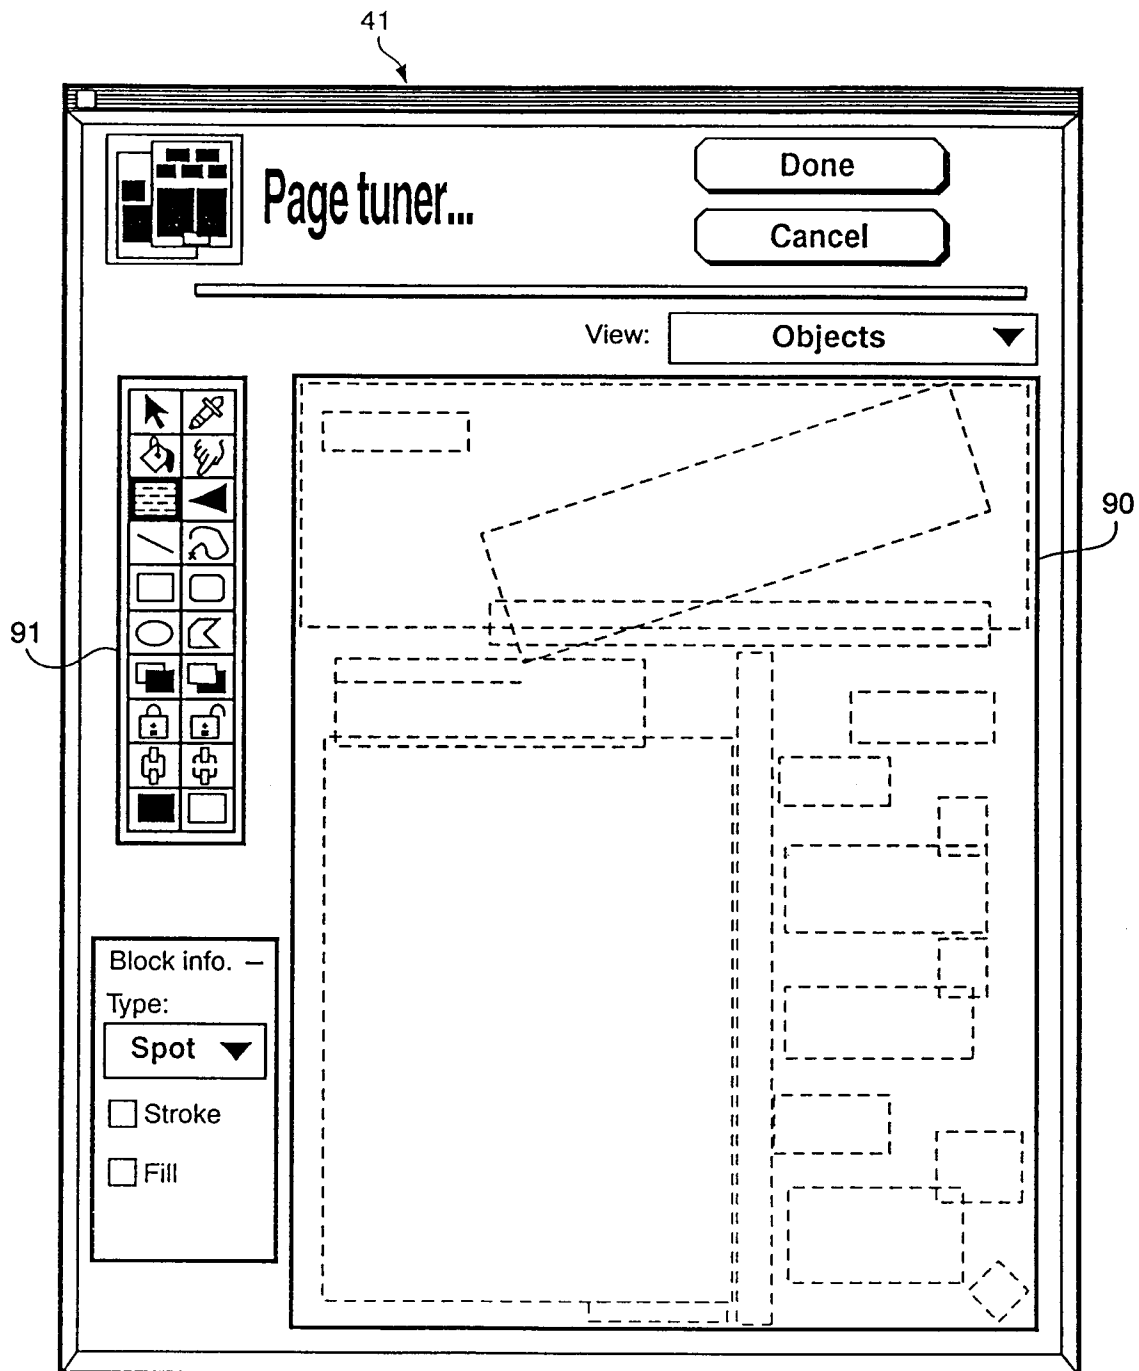 41
Page tuner...
Done
Cancel
View: Objects
90
91
Block info. –
Type:
Spot
Stroke
Fill